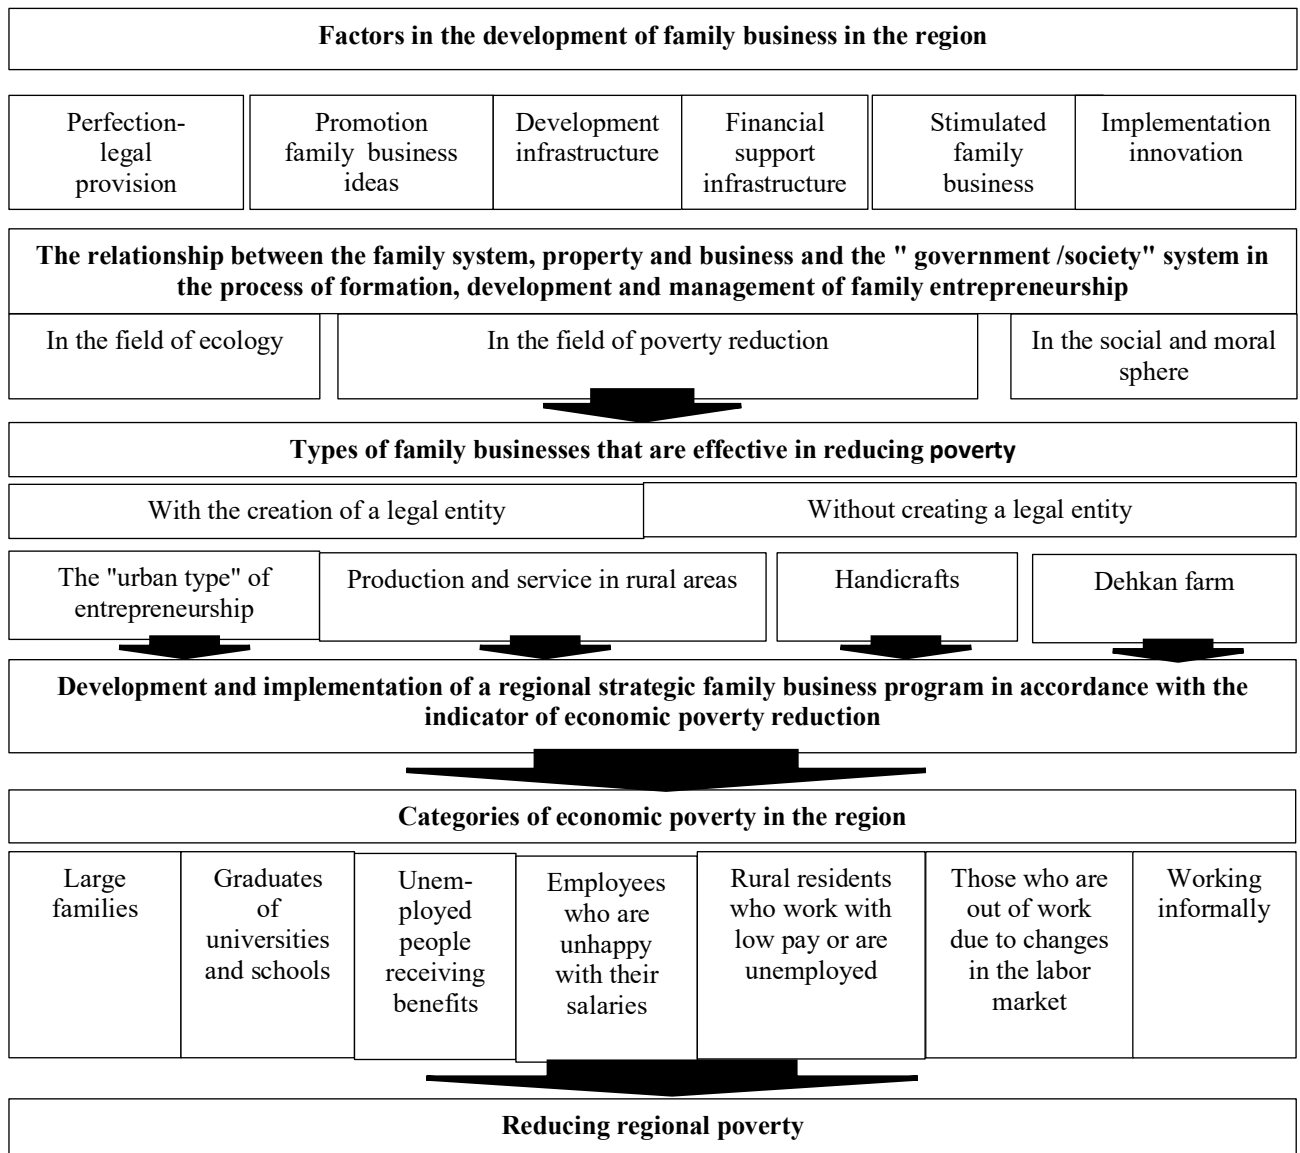 Factors in the development of family business in the region
Perfection-
legal
provision
Promotion
family business
ideas
Development
infrastructure
Financial
support
infrastructure
Stimulated
family
business
Implementation
innovation
The relationship between the family system, property and business and the " government /society" system in
the process of formation, development and management of family entrepreneurship
In the field of ecology
In the field of poverty reduction
In the social and moral
sphere
Types of family businesses that are effective in reducing poverty
With the creation of a legal entity
Without creating a legal entity
The "urban type" of
entrepreneurship
Production and service in rural areas
Handicrafts
Dehkan farm
Development and implementation of a regional strategic family business program in accordance with the
indicator of economic poverty reduction
Categories of economic poverty in the region
Large
families
Graduates
of
universities
and schools
Unem-
ployed
people
receiving
benefits
Employees
who are
unhappy
with their
salaries
Rural residents
who work with
low pay or are
unemployed
Those who are
out of work
due to changes
in the labor
market
Working
informally
Reducing regional poverty